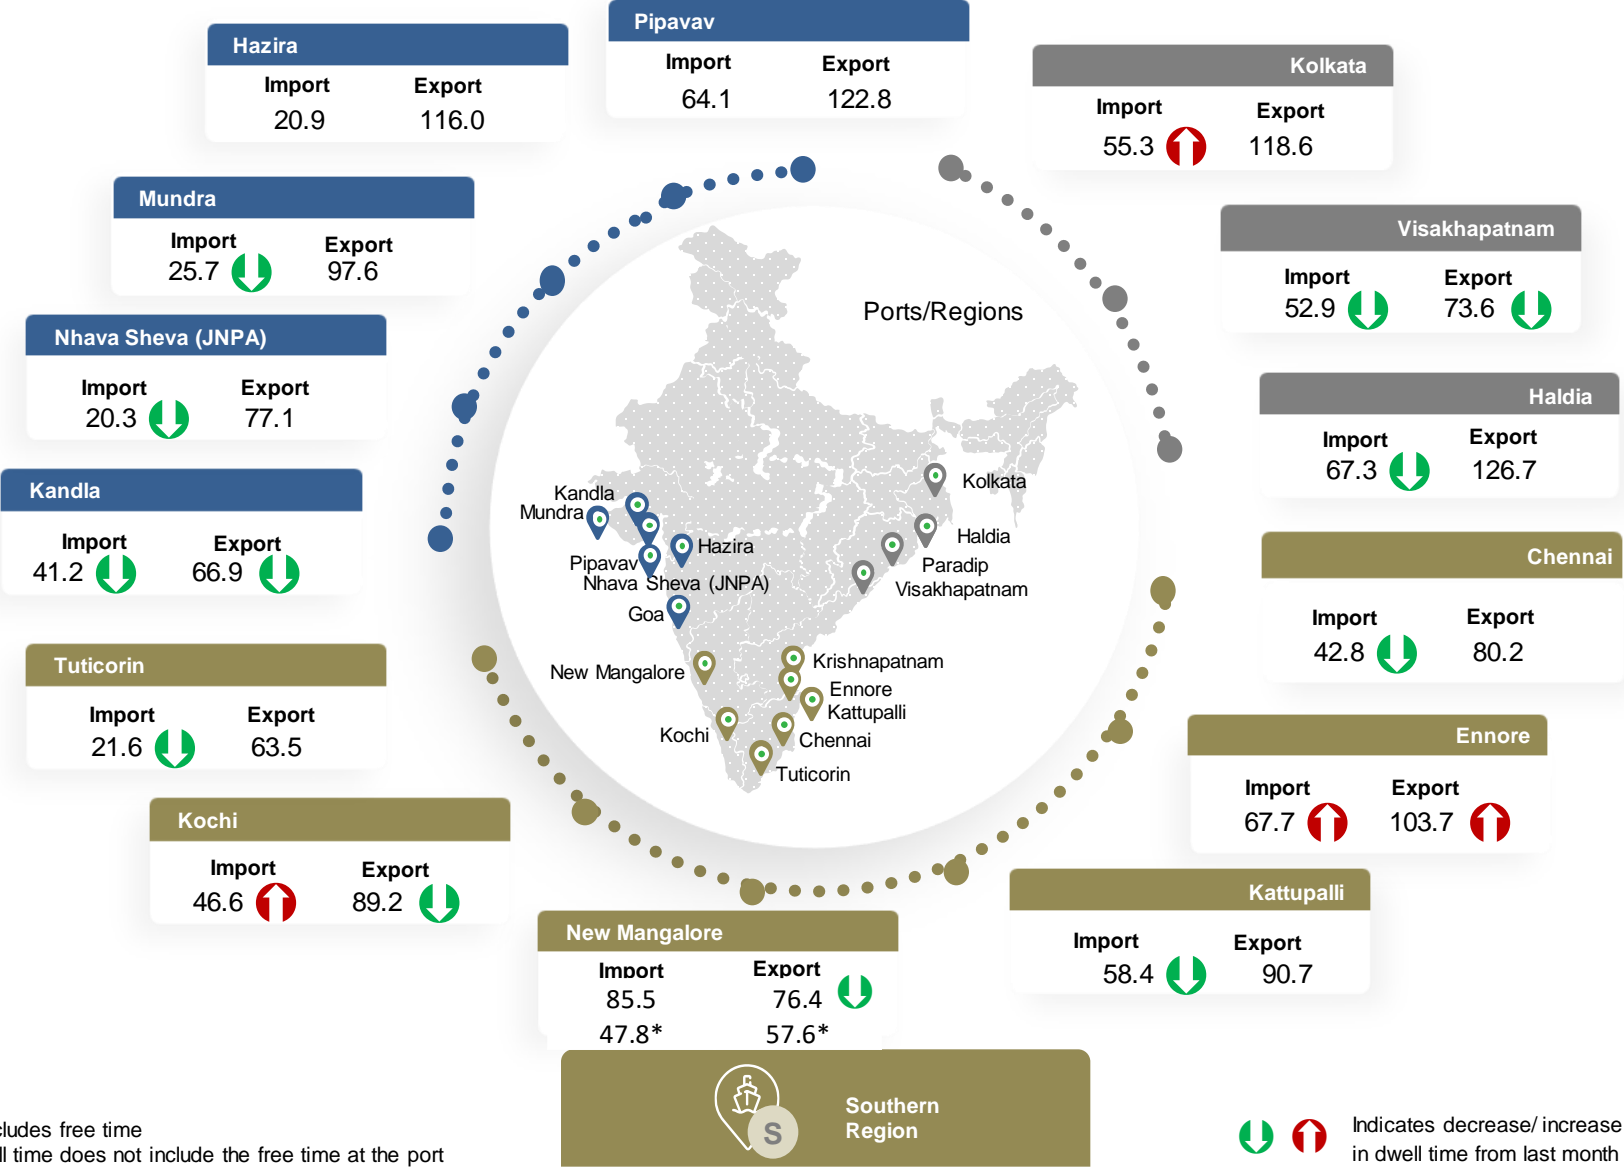 Pipavav
Import Export
64.1 122.8
Hazira
Import Export
20.9 116.0
Kolkata
Import Export
55.3 118.6
Mundra
Import Export
25.7 97.6
Visakhapatnam
Import Export
52.9 73.6
Nhava Sheva (JNPA)
Import Export
20.3 77.1
Haldia
Import Export
67.3 126.7
Kandla
Import Export
41.2 66.9
Chennai
Import Export
42.8 80.2
Tuticorin
Import Export
21.6 63.5
Ennore
Import Export
67.7 103.7
Kochi
Import Export
46.6 89.2
Kattupalli
Import Export
58.4 90.7
New Mangalore
Import Export
85.5 76.4
47.8* 57.6*
Ports/Regions
Kolkata
Kandla
Mundra
Haldia
Hazira
Pipavav
Paradip
Nhava Sheva (JNPA)
Visakhapatnam
Goa
Krishnapatnam
New Mangalore
Ennore
Kattupalli
Kochi
Chennai
Tuticorin
S
Southern
Region
cludes free time
ll time does not include the free time at the port
Indicates decrease/ increase
in dwell time from last month